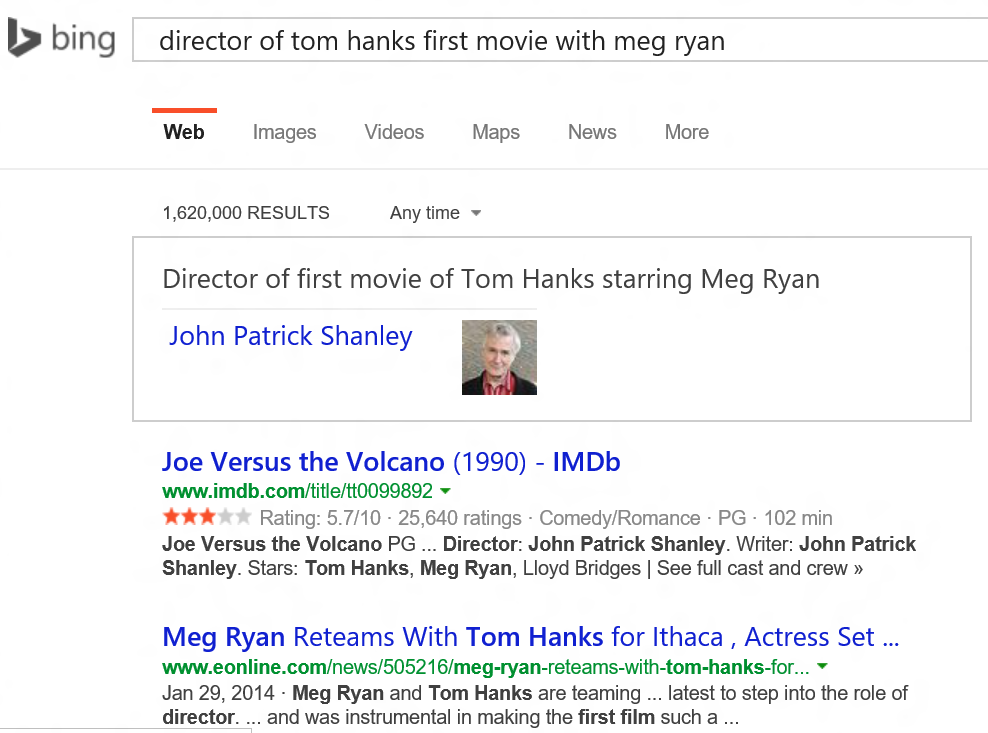 bing director of tom hanks first movie with meg ryan
Web Images Videos Maps News More
1,620,000 RESULTS Any time
Director of first movie of Tom Hanks starring Meg Ryan
John Patrick Shanley
Joe Versus the Volcano (1990) - IMDb
www.imdb.com/title/tt0099892
Rating: 5.7/10 · 25,640 ratings · Comedy/Romance · PG · 102 min
Joe Versus the Volcano PG ... Director: John Patrick Shanley. Writer: John Patrick
Shanley. Stars: Tom Hanks, Meg Ryan, Lloyd Bridges | See full cast and crew »
Meg Ryan Reteams With Tom Hanks for Ithaca , Actress Set ...
www.eonline.com/news/505216/meg-ryan-reteams-with-tom-hanks-for...
Jan 29, 2014 · Meg Ryan and Tom Hanks are teaming ... latest to step into the role of
director. ... and was instrumental in making the first film such a ...